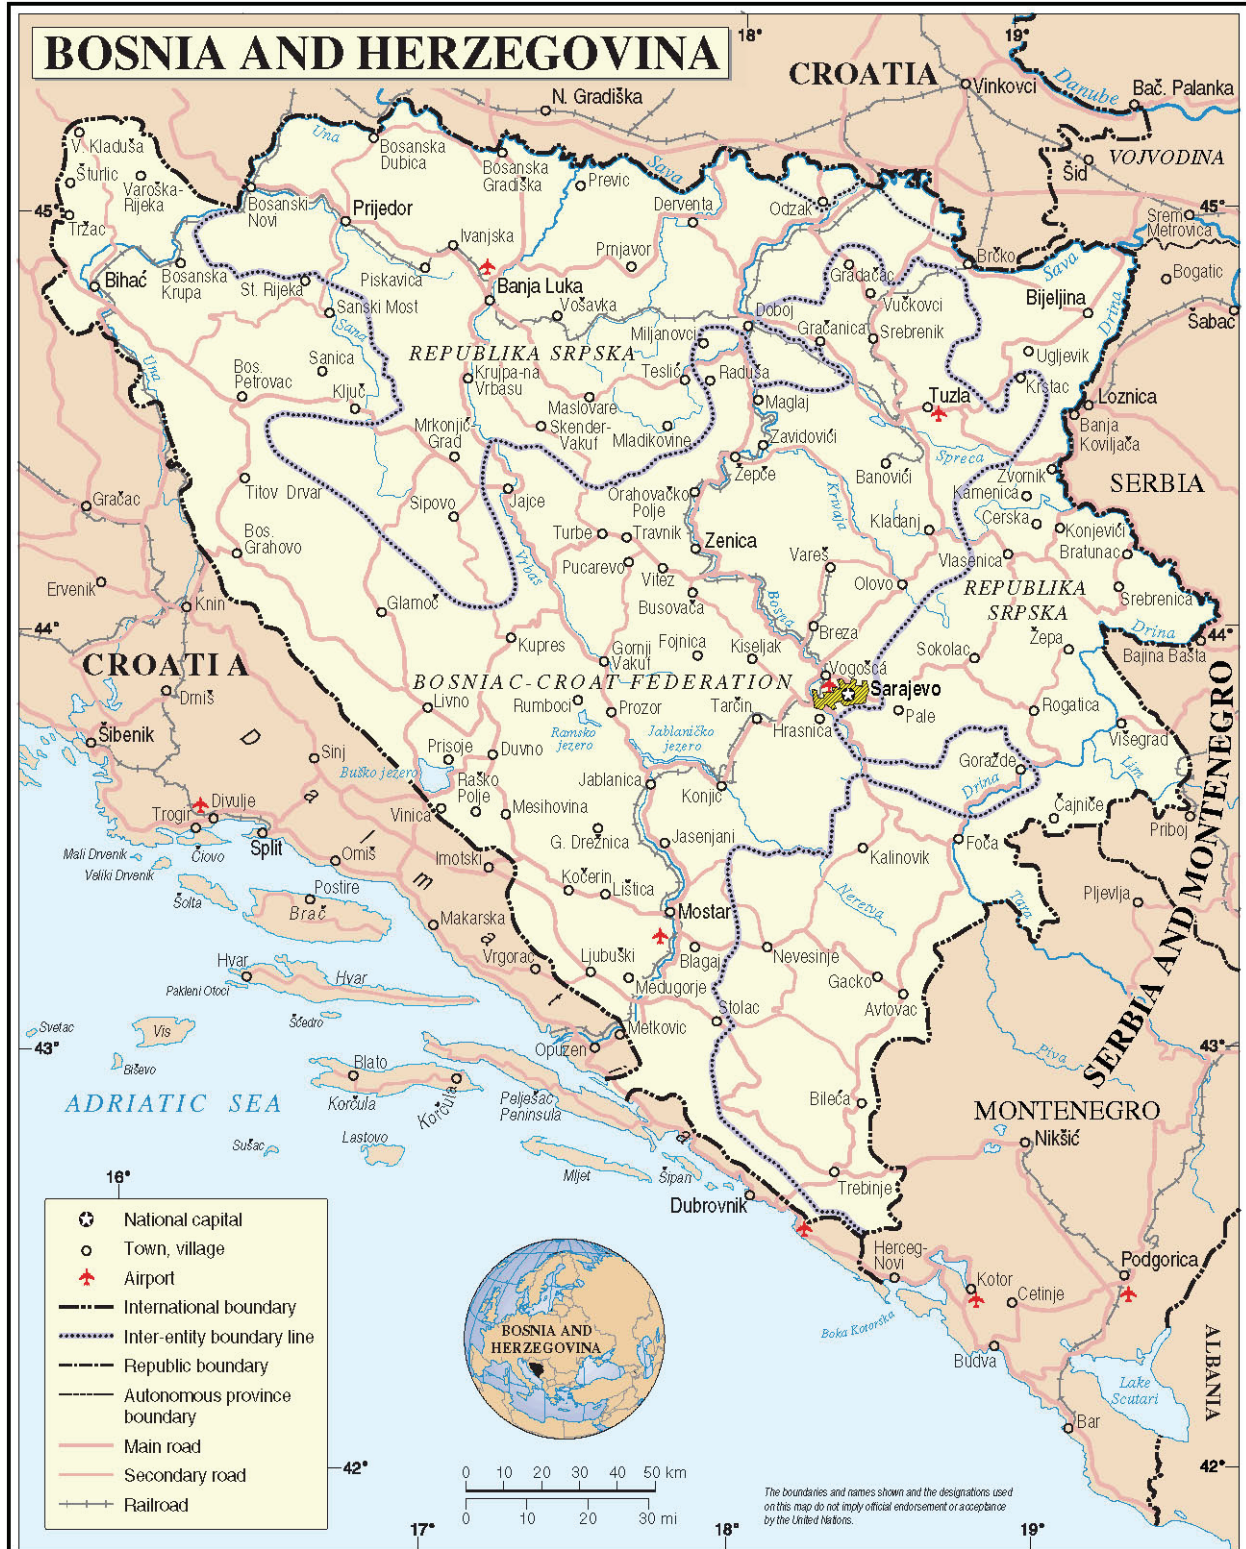 BOSNIA AND HERZEGOVINA
18°
19°
CROATIA
Vinkovci
Danube
Bač. Palanka
N. Gradiška
V. Kladuša
Una
Bosanska
Dubica
Bosanska
Gradiška
Sava
Šid
VOJVODINA
Šturlic
Varoška-
Rijeka
Previc
45°
Tržac
Bosanski
Novi
Prijedor
Derventa
Odzak
Srem.
Metrovica
45°
Ivanjska
Prnjavor
Bihać
Bosanska
Krupa
St. Rijeka
Piskavica
Banja Luka
Gradačac
Brčko
Sava
Bogatic
Sanski Most
Vošavka
Doboj
Vučkovci
Bijeljina
Drina
Šabac
Sana
Miljanovci
Gračanica
Srebrenik
Una
REPUBLIKA SRPSKA
Ugljevik
Bos.
Petrovac
Sanica
Ključ
Krujpa-na
Vrbasu
Teslić
Raduša
Tuzla
Krstac
Loznica
Mrkonjić-
Grad
Maslovare
Skender-
Vakuf
Mladikovine
Maglaj
Zavidovići
Banja
Koviljača
Spreca
Titov Drvar
Žepče
Banovići
Zvornik
SERBIA
Gračac
Sipovo
Jajce
Orahovačko
Polje
Krivaja
Kamenica
Cerska
Konjevići
Bos.
Grahovo
Turbe
Travnik
Zenica
Kladanj
Vlasenica
Bratunac
Vrbas
Pucarevo
Vitez
Vareš
Ervenik
Busovača
Bosna
Olovo
REPUBLIKA
SRPSKA
Srebrenica
Knin
Glamoč
44°
Kupres
Gornji
Vakuf
Fojnica
Kiseljak
Breza
Sokolac
Žepa
Drina
44°
Bajina Bašta
CROATIA
Vogošća
BOSNIAC-CROAT FEDERATION
Sarajevo
Drniš
Livno
Rumboci
Prozor
Tarčin
Hrasnica
Pale
Rogatica
Višegrad
Šibenik
Sinj
Prisoje
Duvno
Ramsko
jezero
Jablaničko
jezero
Lim
Buško jezero
Raško
Polje
Jablanica
Konjic
Goražde
Drina
Trogir
Divulje
Vinica
Mesihovina
Čajniče
Priboj
Split
G. Drežnica
Jasenjani
Kalinovik
Foča
Mali Drvenik
Čiovo
Veliki Drvenik
Omiš
Imotski
Kočerin
Lištica
Pljevlja
Šolta
Postire
Brač
Neretva
Tara
Makarska
Mostar
SERBIA AND MONTENEGRO
Dalmatia
Hvar
Hvar
Vrgorac
Ljubuški
Blagaj
Nevesinje
Gacko
Pakleni Otoci
Medugorje
Stolac
Avtovac
Šćedro
Svetac
Vis
Metkovic
43°
Biševo
Blato
Opuzen
Piva
43°
Korčula
Korčula
Pelješac
Peninsula
ADRIATIC SEA
Bileća
MONTENEGRO
Nikšić
Sušac
Lastovo
Mljet
Šipan
Trebinje
16°
Dubrovnik
National capital
Town, village
Airport
International boundary
Inter-entity boundary line
Republic boundary
Autonomous province
boundary
Main road
Secondary road
Railroad
BOSNIA AND
HERZEGOVINA
Herceg-
Novi
Podgorica
Kotor
Cetinje
Boka Kotorska
Budva
ALBANIA
Lake
Scutari
Bar
42°
0 10 20 30 40 50 km
0 10 20 30 mi
The boundaries and names shown and the designations used
on this map do not imply official endorsement or acceptance
by the United Nations.
42°
17°
18°
19°